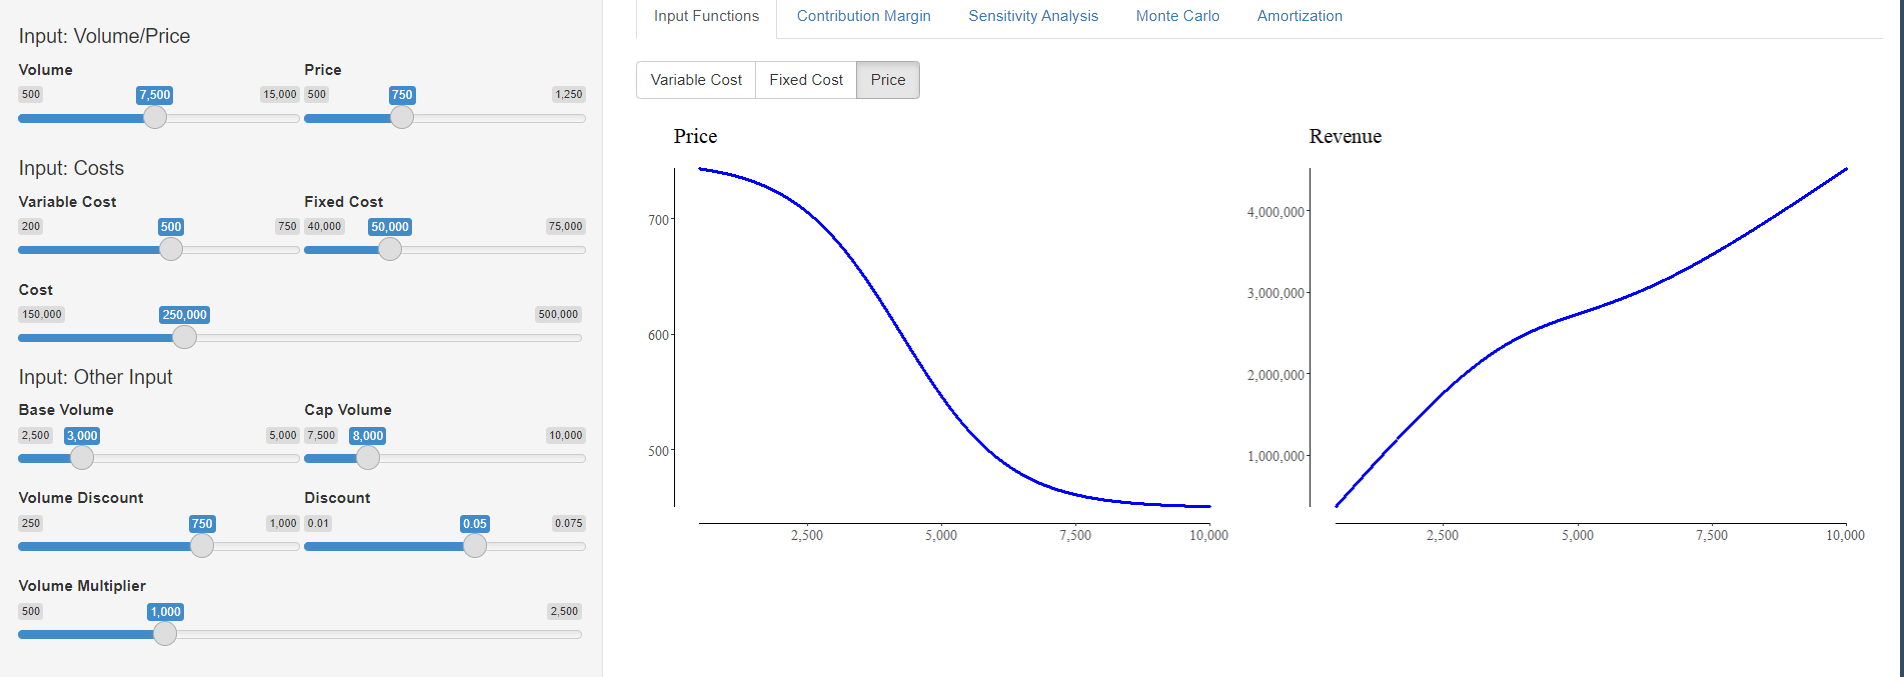 Input: Volume/Price
Volume
Price
500 7,500 15,000
500 750 1,250
Input: Costs
Variable Cost
Fixed Cost
200 500 750
40,000 50,000 75,000
Cost
150,000 250,000 500,000
Input: Other Input
Base Volume
Cap Volume
2,500 3,000 5,000
7,500 8,000 10,000
Volume Discount
Discount
250 750 1,000
0.01 0.05 0.075
Volume Multiplier
500 1,000 2,500
Input Functions Contribution Margin Sensitivity Analysis Monte Carlo Amortization
Variable Cost Fixed Cost Price
Price
700
600
500
2,500 5,000 7,500 10,000
Revenue
4,000,000
3,000,000
2,000,000
1,000,000
2,500 5,000 7,500 10,000